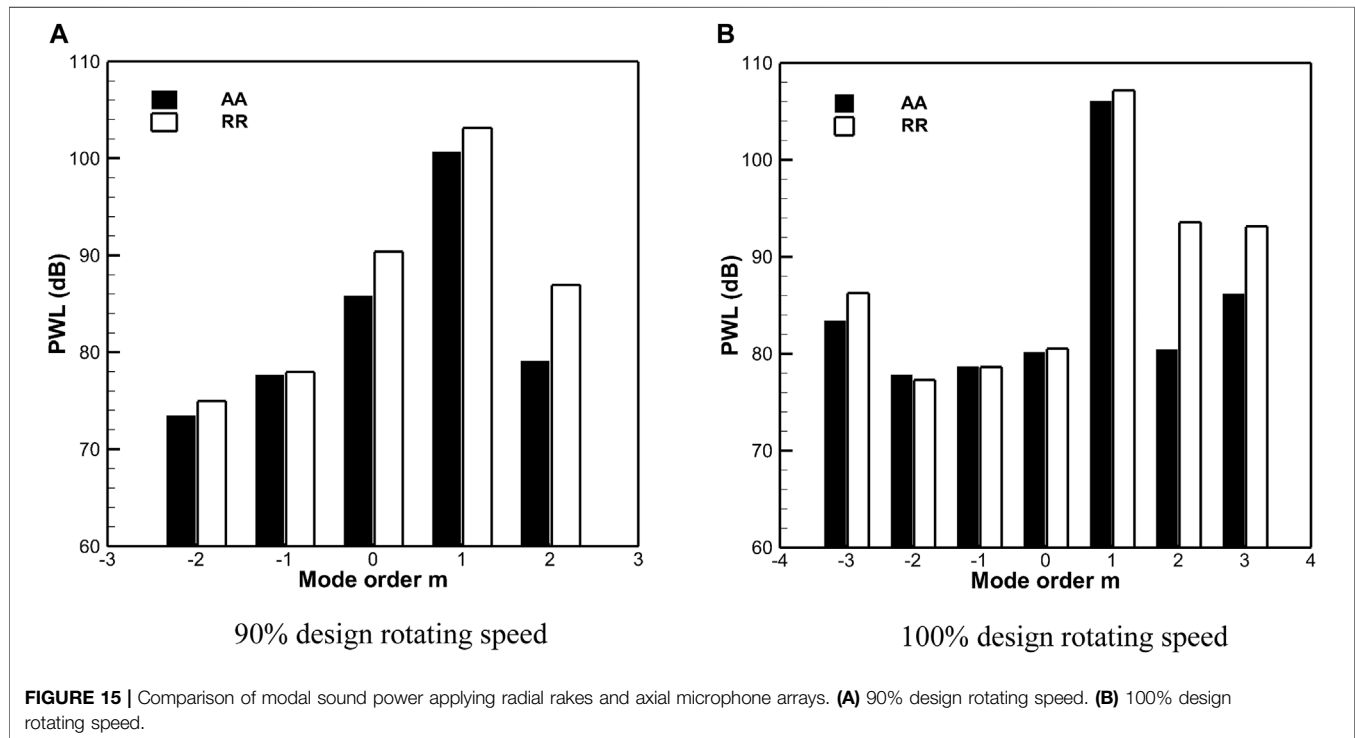 A
110
100
90
80
70
60
PWL (dB)
AA
RR
-3 -2 -1 0 1 2 3
Mode order m
90% design rotating speed
B
110
100
90
80
70
60
PWL (dB)
AA
RR
-4 -3 -2 -1 0 1 2 3 4
Mode order m
100% design rotating speed
FIGURE 15 | Comparison of modal sound power applying radial rakes and axial microphone arrays. (A) 90% design rotating speed. (B) 100% design
rotating speed.